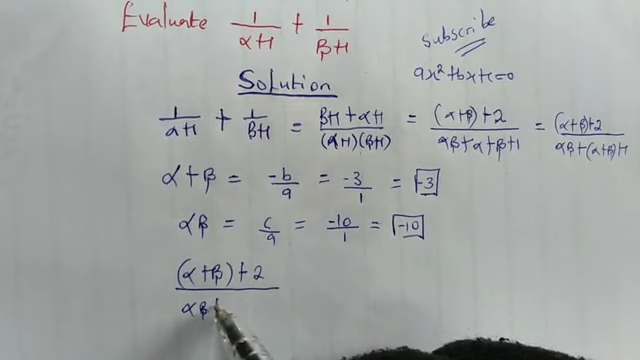 Evaluate 1/(α+1) + 1/(β+1)
subscribe
ax²+bx+c=0
Solution
1/(α+1) + 1/(β+1) = (β+1+α+1)/((α+1)(β+1)) = ((α+β)+2)/(αβ+α+β+1) = ((α+β)+2)/(αβ+(α+β)+1)
α+β = -b/a = -3/1 = -3
αβ = c/a = -10/1 = -10
(α+β)+2
αβ+